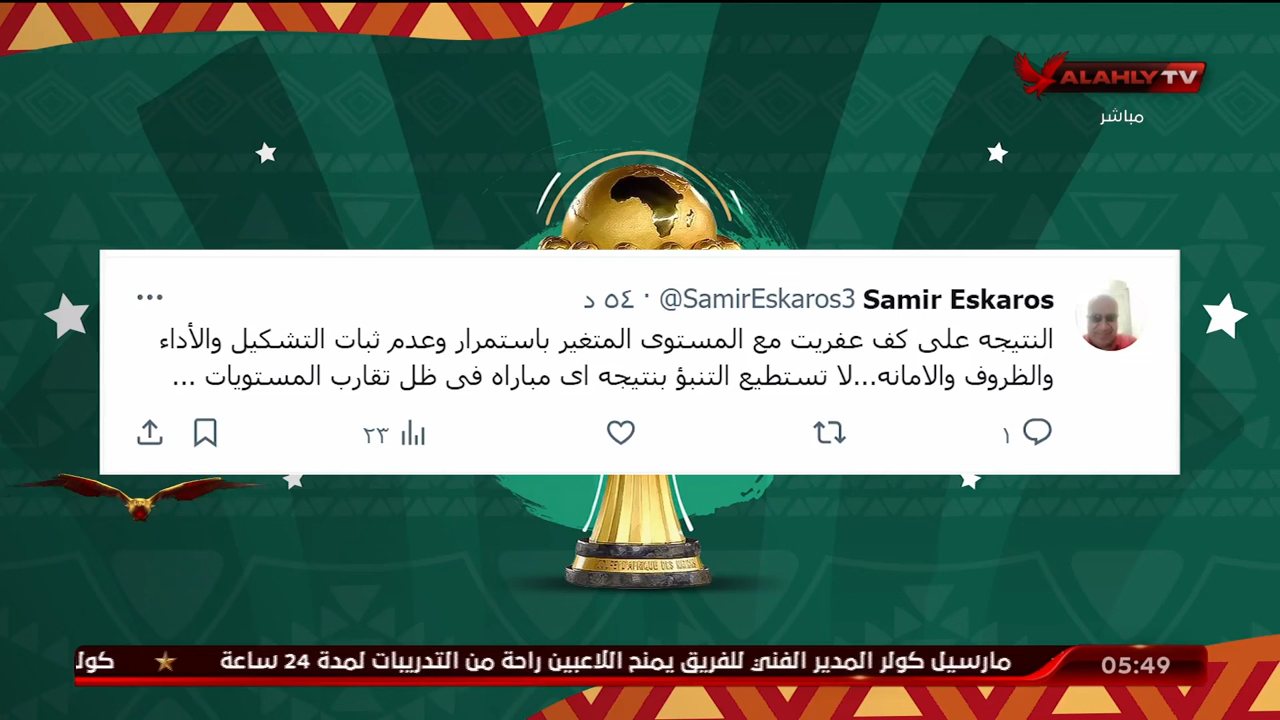 ALAHLY TV
مباشر
Samir Eskaros @SamirEskaros3 · ٥٤ د
النتيجه على كف عفريت مع المستوى المتغير باستمرار وعدم ثبات التشكيل والأداء
والظروف والامانه...لا تستطيع التنبؤ بنتيجه اى مباراه فى ظل تقارب المستويات ...
١
٢٣
05:49
مارسيل كولر المدير الفني للفريق يمنح اللاعبين راحة من التدريبات لمدة 24 ساعة